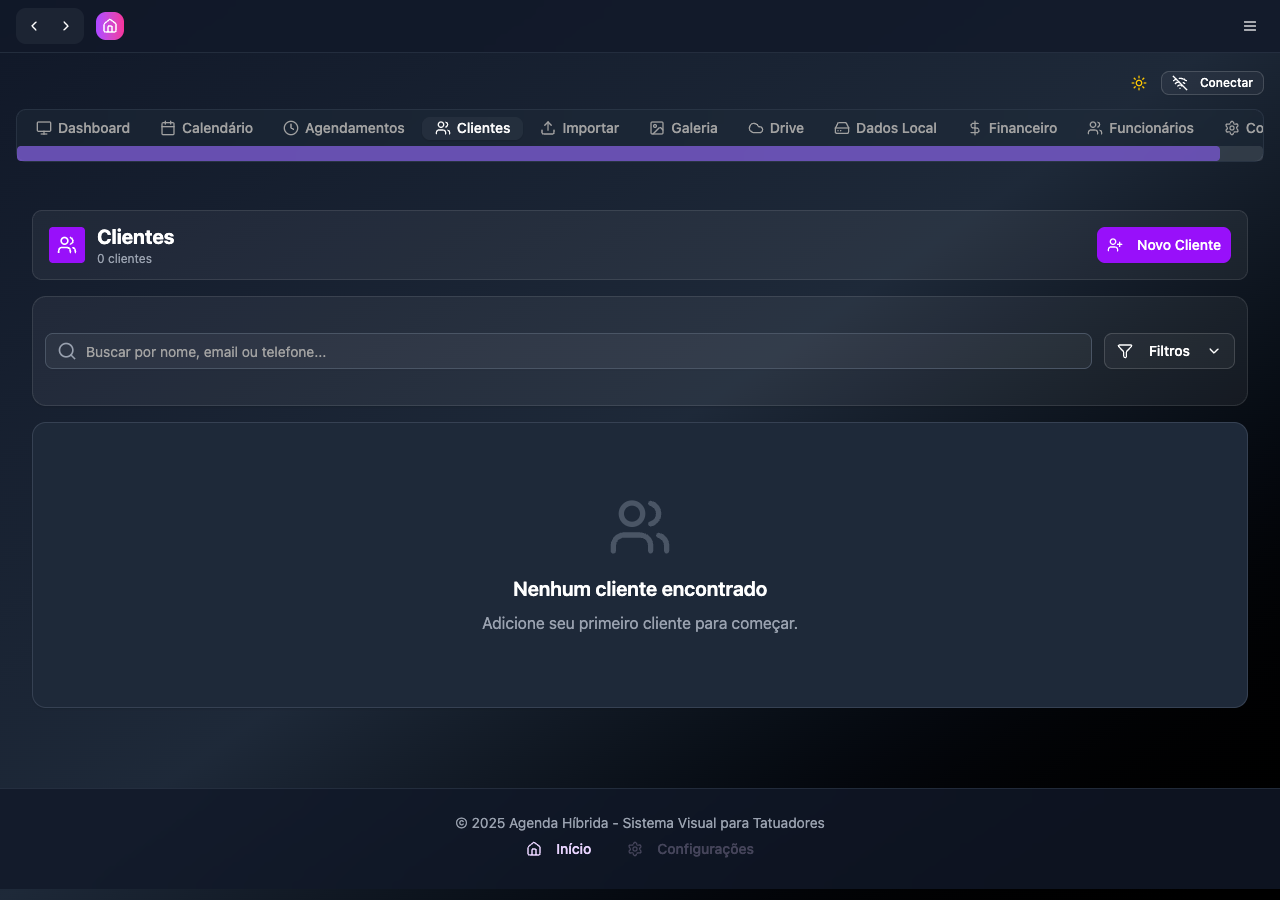 Conectar
Dashboard Calendário Agendamentos Clientes Importar Galeria Drive Dados Local Financeiro Funcionários Co
Clientes
0 clientes
Novo Cliente
Buscar por nome, email ou telefone...
Filtros
Nenhum cliente encontrado
Adicione seu primeiro cliente para começar.
© 2025 Agenda Híbrida - Sistema Visual para Tatuadores
Início Configurações